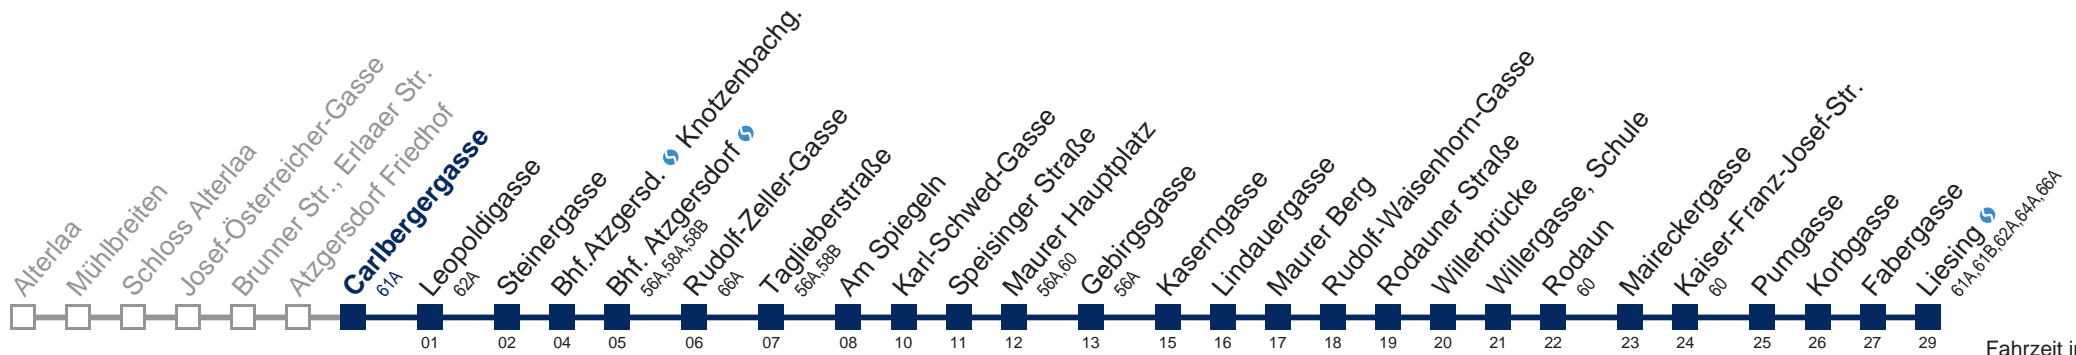 Alterlaa
Mühlbreiten
Schloss Alterlaa
Josef-Österreicher-Gasse
Brunner Str., Erlaaer Str.
Atzgersdorf Friedhof
Carlbergergasse
61A
Leopoldigasse
62A
Steinergasse
Bhf.Atzgersd. Knotzenbachg.
Bhf. Atzgersdorf
56A,58A,58B
Rudolf-Zeller-Gasse
66A
Taglieberstraße
56A,58B
Am Spiegeln
Karl-Schwed-Gasse
Speisinger Straße
Maurer Hauptplatz
56A,60
Gebirgsgasse
56A
Kaserngasse
Lindauergasse
Maurer Berg
Rudolf-Waisenhorn-Gasse
Rodauner Straße
Willerbrücke
Willergasse, Schule
Rodaun
60
Maireckergasse
Kaiser-Franz-Josef-Str.
60
Pumgasse
Korbgasse
Fabergasse
Liesing
61A,61B,62A,64A,66A
01 02 04 05 06 07 08 10 11 12 13 15 16 17 18 19 20 21 22 23 24 25 26 27 29
Fahrzeit